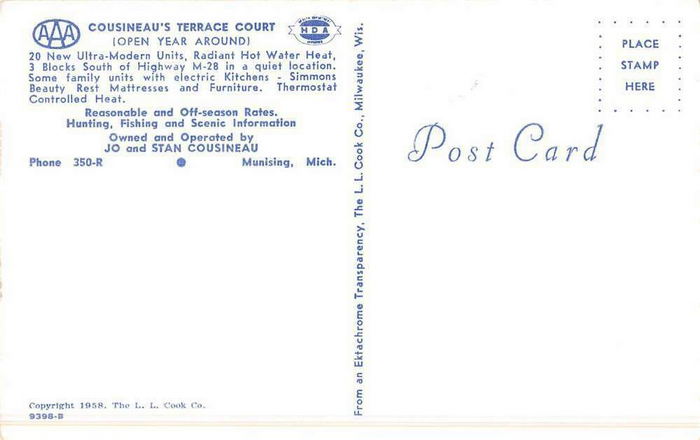 AAA
COUSINEAU'S TERRACE COURT
(OPEN YEAR AROUND)
HDA
20 New Ultra-Modern Units, Radiant Hot Water Heat,
3 Blocks South of Highway M-28 in a quiet location.
Some family units with electric Kitchens - Simmons
Beauty Rest Mattresses and Furniture. Thermostat
Controlled Heat.
Reasonable and Off-season Rates.
Hunting, Fishing and Scenic Information
Owned and Operated by
JO and STAN COUSINEAU
Phone 350-R ● Munising, Mich.
Copyright 1958, The L. L. Cook Co.
9398-B
From an Ektachrome Transparency, The L. L. Cook Co., Milwaukee, Wis.
Post Card
PLACE
STAMP
HERE